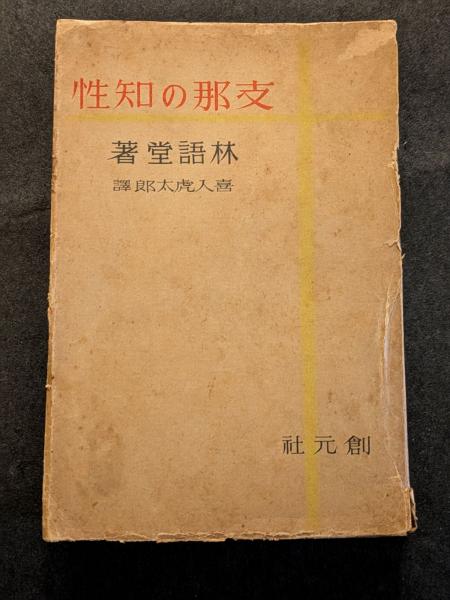 支那の知性
林語堂著
喜入虎太郎譯
創元社